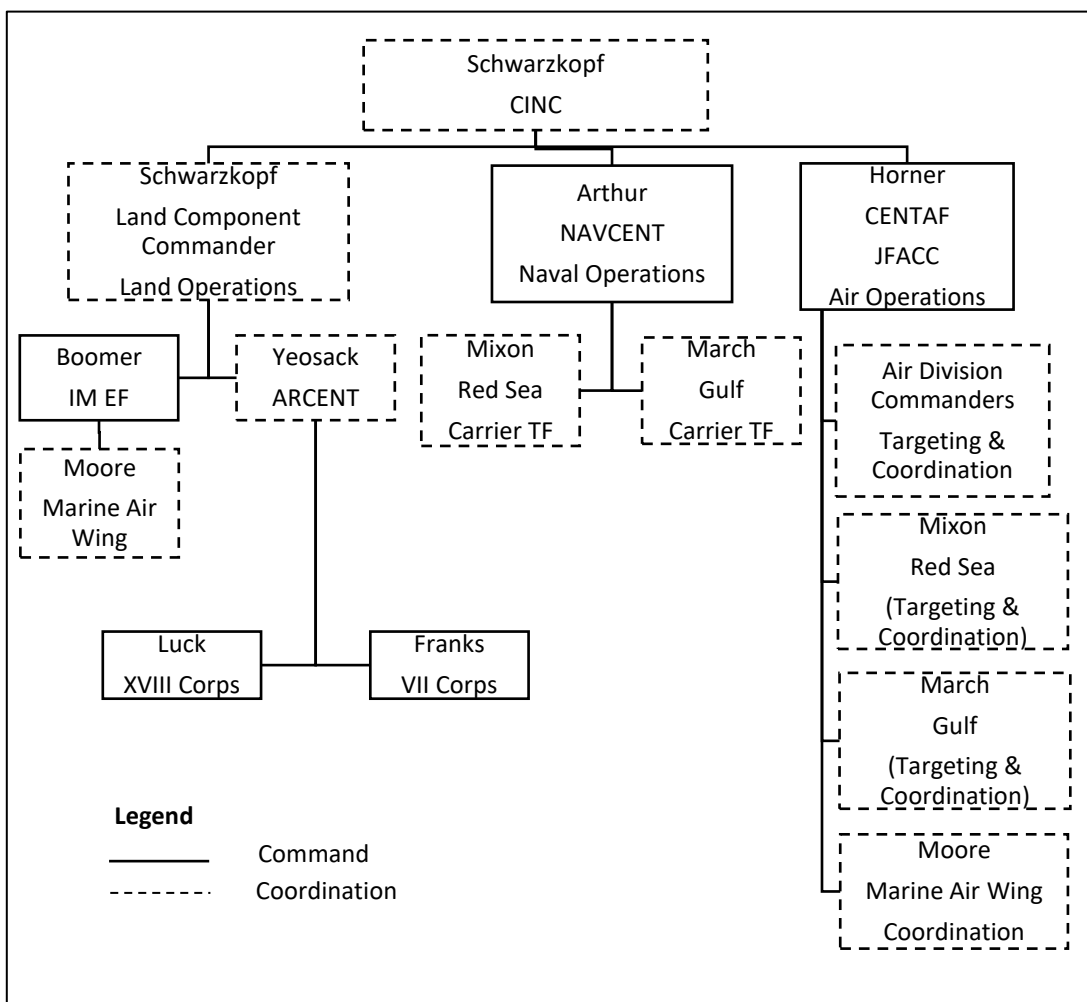 Schwarzkopf
CINC
Schwarzkopf
Land Component
Commander
Land Operations
Arthur
NAVCENT
Naval Operations
Horner
CENTAF
JFACC
Air Operations
Boomer
IM EF
Yeosack
ARCENT
Moore
Marine Air
Wing
Luck
XVIII Corps
Franks
VII Corps
Mixon
Red Sea
Carrier TF
March
Gulf
Carrier TF
Air Division
Commanders
Targeting &
Coordination
Mixon
Red Sea
(Targeting &
Coordination)
March
Gulf
(Targeting &
Coordination)
Moore
Marine Air Wing
Coordination
Legend
Command
Coordination